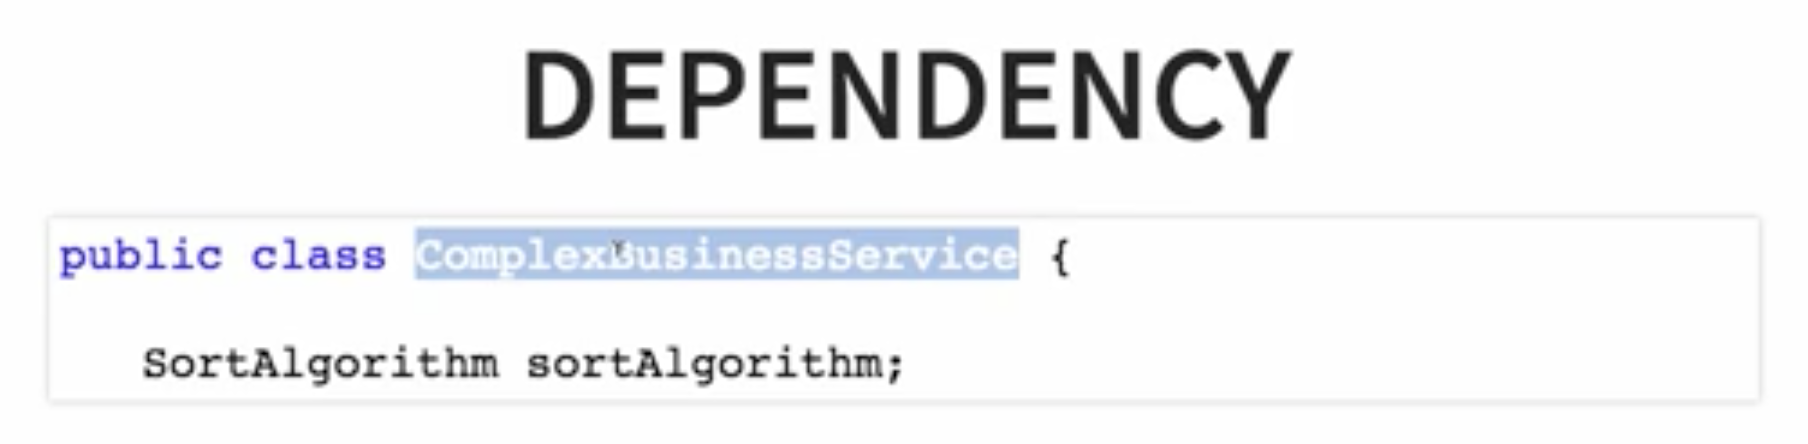 DEPENDENCY
public class ComplexBusinessService {
SortAlgorithm sortAlgorithm;